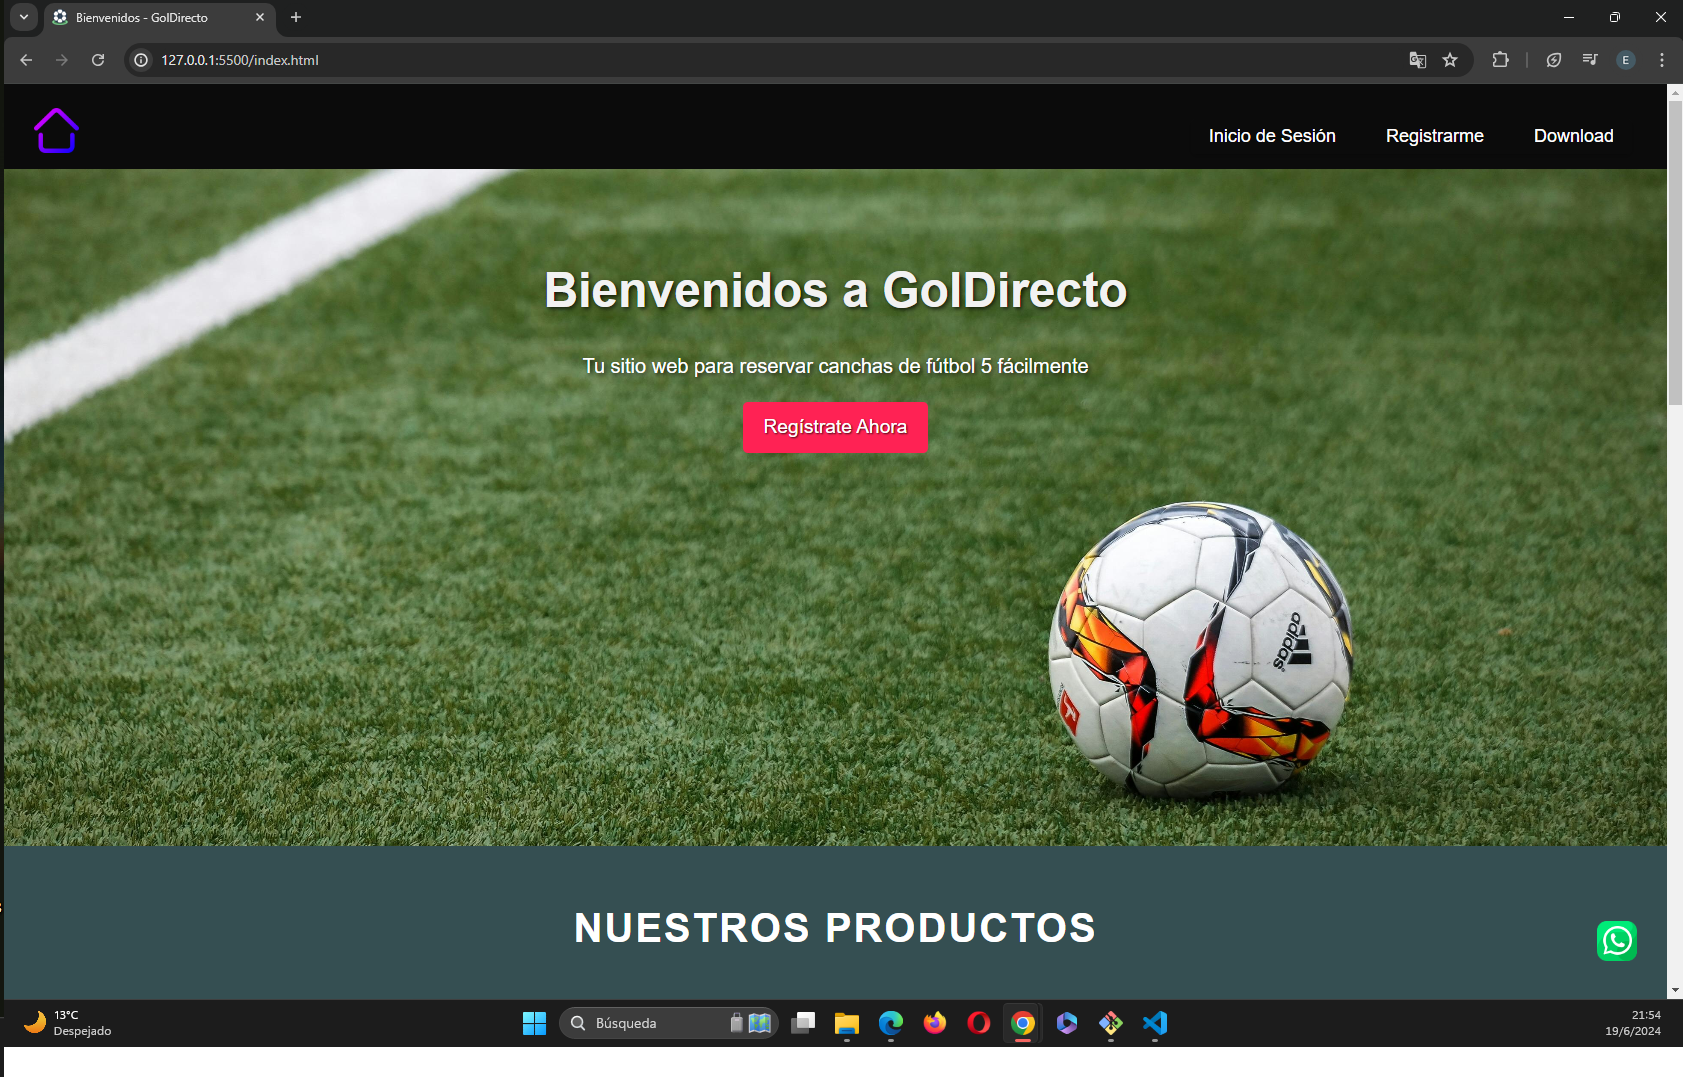 Bienvenidos - GolDirecto
127.0.0.1:5500/index.html
E
Inicio de Sesión
Registrarme
Download
Bienvenidos a GolDirecto
Tu sitio web para reservar canchas de fútbol 5 fácilmente
Regístrate Ahora
adidas
NUESTROS PRODUCTOS
13°C
Despejado
Búsqueda
21:54
19/6/2024